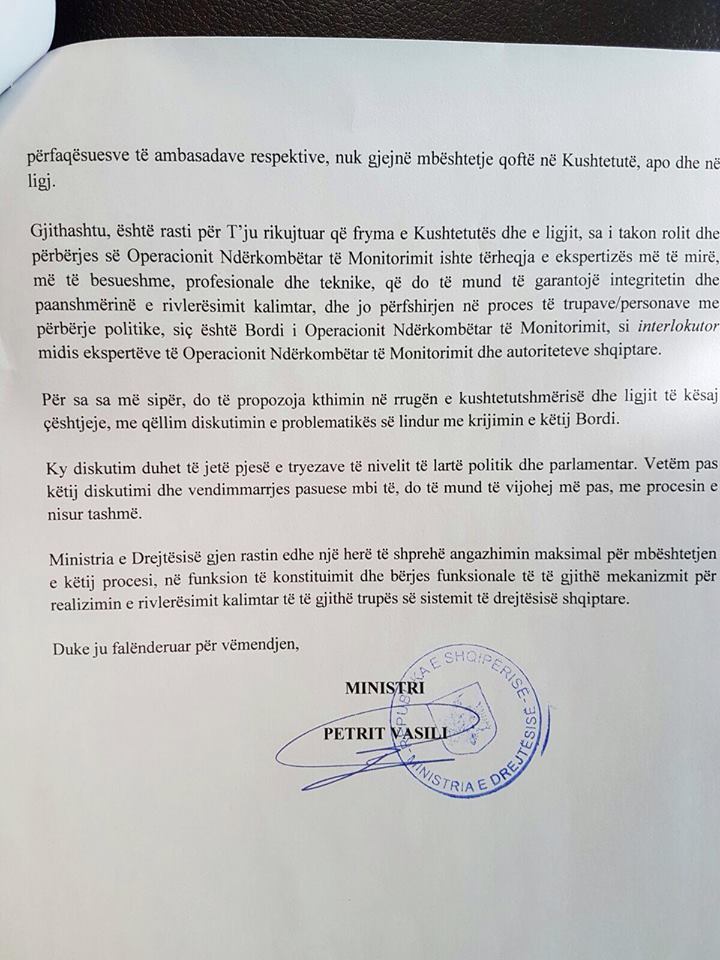 përfaqësuesve të ambasadave respektive, nuk gjejnë mbështetje qoftë në Kushtetutë, apo dhe në
ligj.
Gjithashtu, është rasti për T’ju rikujtuar që fryma e Kushtetutës dhe e ligjit, sa i takon rolit dhe
përbërjes së Operacionit Ndërkombëtar të Monitorimit ishte tërheqja e ekspertizës më të mirë,
më të besueshme, profesionale dhe teknike, që do të mund të garantojë integritetin dhe
paanshmërinë e rivlerësimit kalimtar, dhe jo përfshirjen në proces të trupave/personave me
përbërje politike, siç është Bordi i Operacionit Ndërkombëtar të Monitorimit, si interlokutor
midis ekspertëve të Operacionit Ndërkombëtar të Monitorimit dhe autoriteteve shqiptare.
Për sa sa më sipër, do të propozoja kthimin në rrugën e kushtetutshmërisë dhe ligjit të kësaj
çështjeje, me qëllim diskutimin e problematikës së lindur me krijimin e këtij Bordi.
Ky diskutim duhet të jetë pjesë e tryezave të nivelit të lartë politik dhe parlamentar. Vetëm pas
këtij diskutimi dhe vendimmarrjes pasuese mbi të, do të mund të vijohej më pas, me procesin e
nisur tashmë.
Ministria e Drejtësisë gjen rastin edhe një herë të shprehë angazhimin maksimal për mbështetjen
e këtij procesi, në funksion të konstituimit dhe bërjes funksionale të të gjithë mekanizmit për
realizimin e rivlerësimit kalimtar të të gjithë trupës së sistemit të drejtësisë shqiptare.
Duke ju falënderuar për vëmendjen,
MINISTRI
PETRIT VASILI
REPUBLIKA E SHQIPËRISË
MINISTRIA E DREJTËSISË